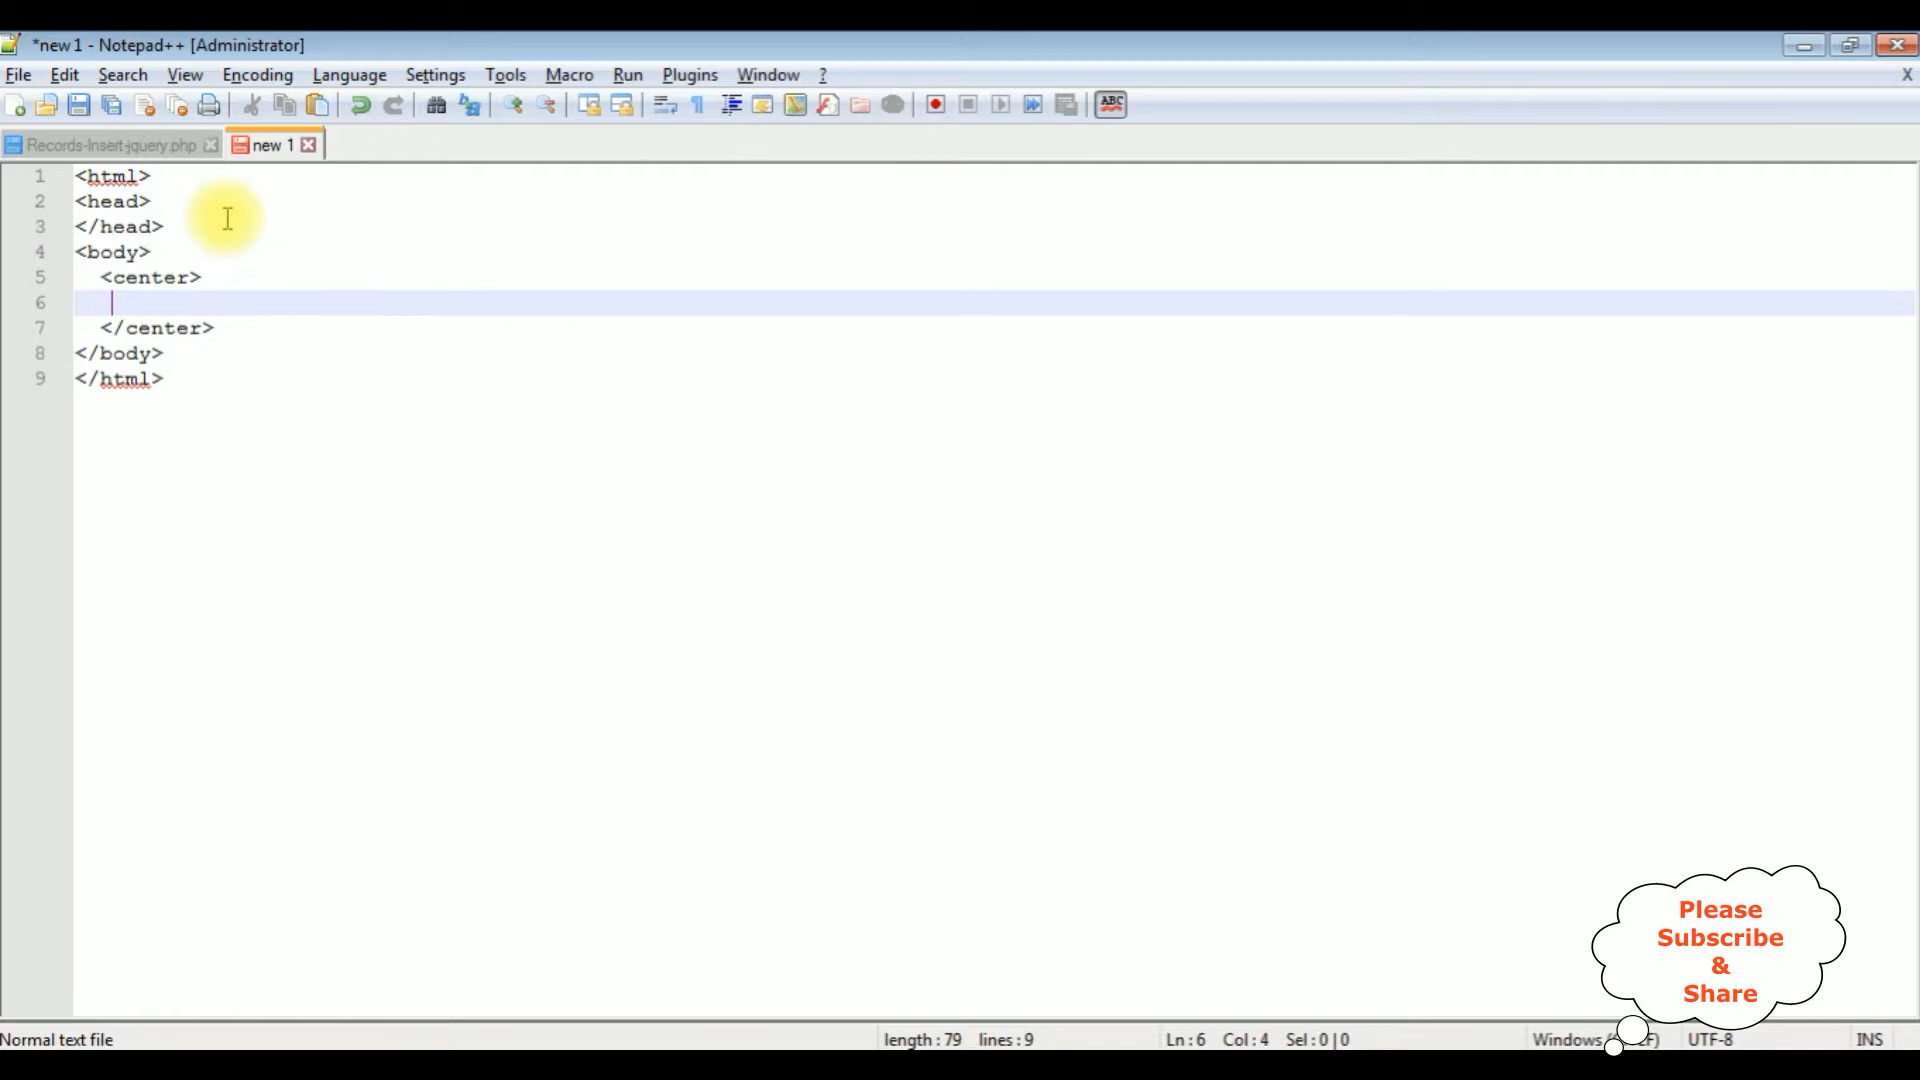 *new 1 - Notepad++ [Administrator]
File Edit Search View Encoding Language Settings Tools Macro Run Plugins Window ? X
ABC
Records-Insert-jquery.php new 1
1 <html>
2 <head>
3 </head>
4 <body>
5 <center>
6
7 </center>
8 </body>
9 </html>
Please
Subscribe
&
Share
Normal text file length : 79 lines : 9 Ln : 6 Col : 4 Sel : 0 | 0 Windows UTF-8 INS